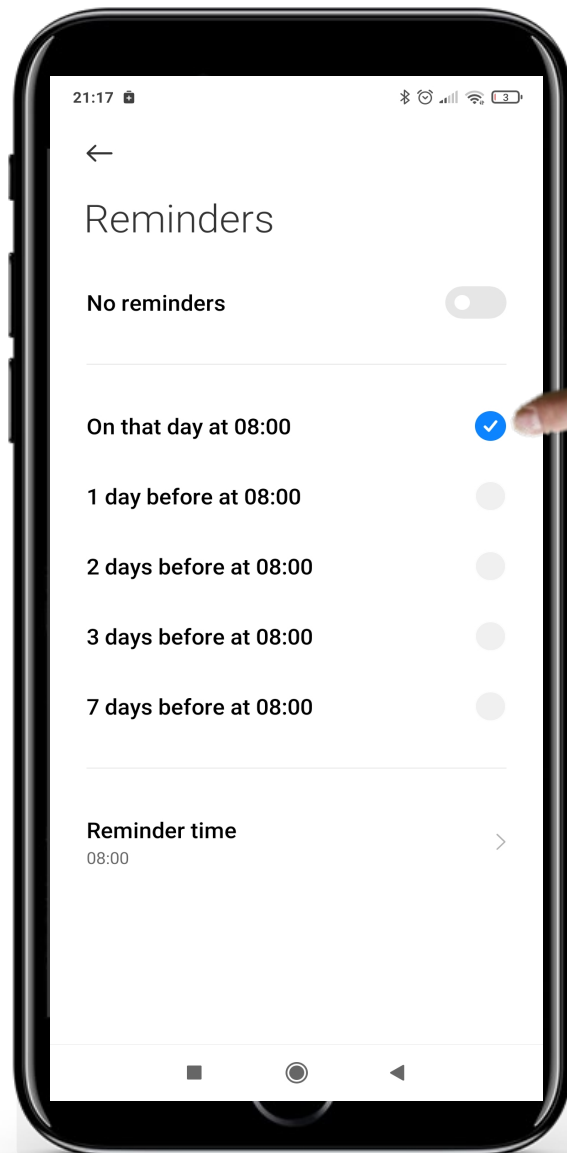 21:17
3
Reminders
No reminders
On that day at 08:00
1 day before at 08:00
2 days before at 08:00
3 days before at 08:00
7 days before at 08:00
Reminder time
08:00